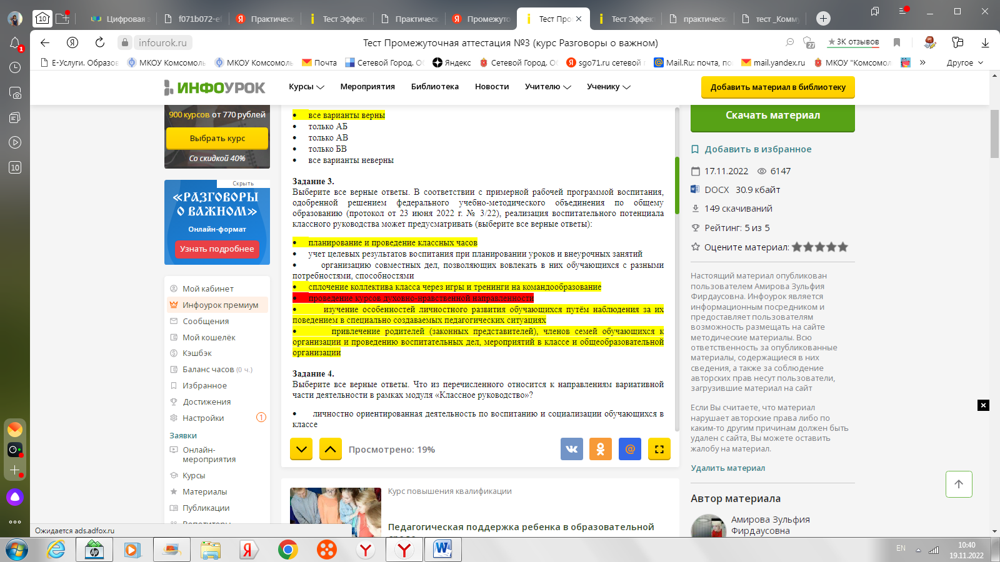 10
Цифровая
f071b072-ef
Практическ
Тест Эффек
Практическ
Промежуто
Тест Про
Тест Эффек
практическ
тест _Комму
infourok.ru
Тест Промежуточная аттестация №3 (курс Разговоры о важном)
27
3К отзывов
Е-Услуги. Образов
МКОУ Комсомоль
МКОУ Комсомоль
Почта
Сетевой Город. Об
Яндекс
Сетевой Город. Об
sgo71.ru сетевой г
Mail.Ru: почта, пои
mail.yandex.ru
МКОУ "Комсомол
»
Другое
ИНФОУРОК
Курсы
Мероприятия
Библиотека
Новости
Учителю
Ученику
Добавить материал в библиотеку
1
10
900 курсов от 770 рублей
Выбрать курс
Со скидкой 40%
Скрыть
«РАЗГОВОРЫ
О ВАЖНОМ»
Онлайн-формат
Узнать подробнее
Мой кабинет
Инфоурок премиум
Сообщения
Мой кошелёк
Кэшбэк
Баланс часов (0 ч.)
Избранное
Достижения
Настройки
1
Заявки
Онлайн-
мероприятия
Курсы
Материалы
Публикации
Репетиторы
• все варианты верны
• только АБ
• только АВ
• только БВ
• все варианты неверны
Задание 3.
Выберите все верные ответы. В соответствии с примерной рабочей программой воспитания,
одобренной решением федерального учебно-методического объединения по общему
образованию (протокол от 23 июня 2022 г. № 3/22), реализация воспитательного потенциала
классного руководства может предусматривать (выберите все верные ответы):
• планирование и проведение классных часов
• учет целевых результатов воспитания при планировании уроков и внеурочных занятий
• организацию совместных дел, позволяющих вовлекать в них обучающихся с разными
потребностями, способностями
• сплочение коллектива класса через игры и тренинги на командообразование
• проведение курсов духовно-нравственной направленности
• изучение особенностей личностного развития обучающихся путём наблюдения за их
поведением в специально создаваемых педагогических ситуациях
• привлечение родителей (законных представителей), членов семей обучающихся к
организации и проведению воспитательных дел, мероприятий в классе и общеобразовательной
организации
Задание 4.
Выберите все верные ответы. Что из перечисленного относится к направлениям вариативной
части деятельности в рамках модуля «Классное руководство»?
• личностно ориентированная деятельность по воспитанию и социализации обучающихся в
классе
Просмотрено: 19%
Курс повышения квалификации
Педагогическая поддержка ребенка в образовательной
среде
Скачать материал
Добавить в избранное
17.11.2022 6147
DOCX 30.9 кбайт
149 скачиваний
Рейтинг: 5 из 5
Оцените материал:
Настоящий материал опубликован
пользователем Амирова Зульфия
Фирдаусовна. Инфоурок является
информационным посредником и
предоставляет пользователям
возможность размещать на сайте
методические материалы. Всю
ответственность за опубликованные
материалы, содержащиеся в них
сведения, а также за соблюдение
авторских прав несут пользователи,
загрузившие материал на сайт
Если Вы считаете, что материал
нарушает авторские права либо по
каким-то другим причинам должен быть
удален с сайта, Вы можете оставить
жалобу на материал.
Удалить материал
Автор материала
Амирова Зульфия
Фирдаусовна
Ожидается ads.adfox.ru
EN
10:40
19.11.2022